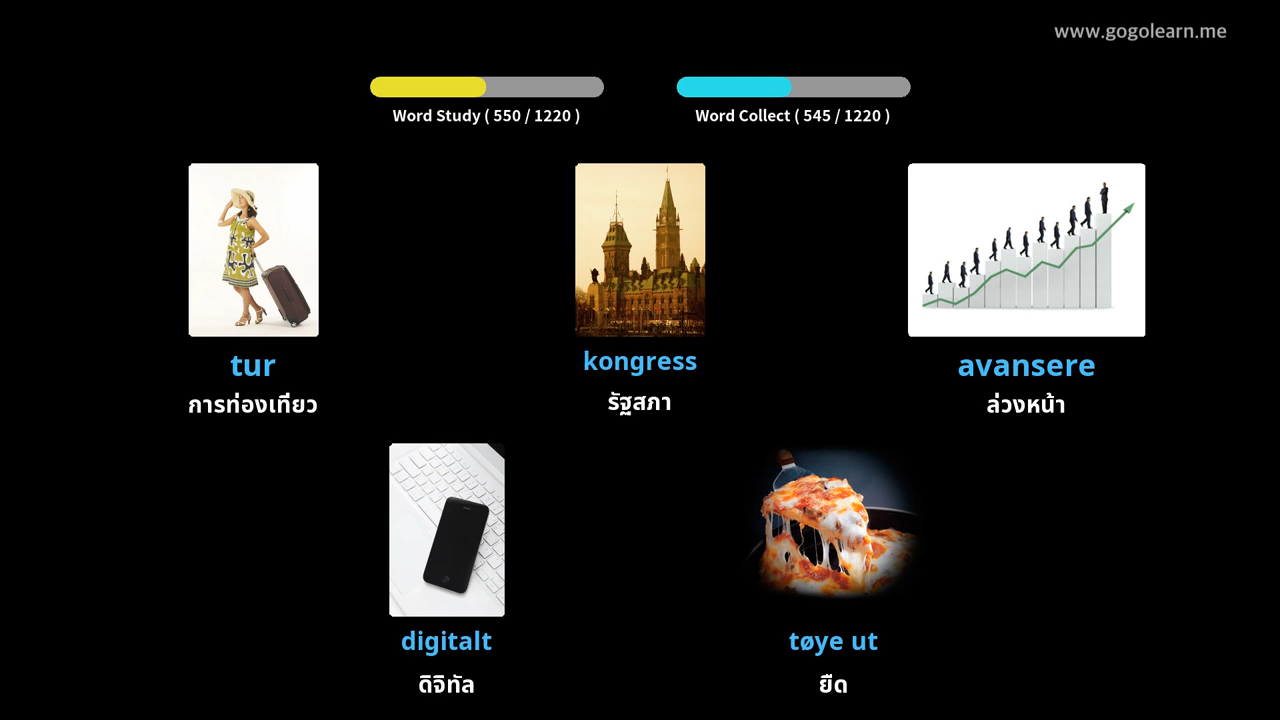 www.gogolearn.me
Word Study ( 550 / 1220 )
Word Collect ( 545 / 1220 )
tur
การท่องเที่ยว
kongress
รัฐสภา
avansere
ล่วงหน้า
digitalt
ดิจิทัล
tøye ut
ยืด